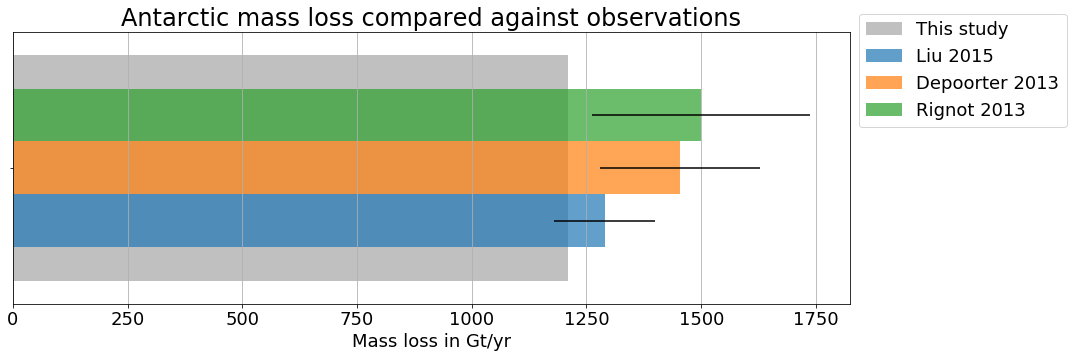 Antarctic mass loss compared against observations
This study
Liu 2015
Depoorter 2013
Rignot 2013
0 250 500 750 1000 1250 1500 1750
Mass loss in Gt/yr